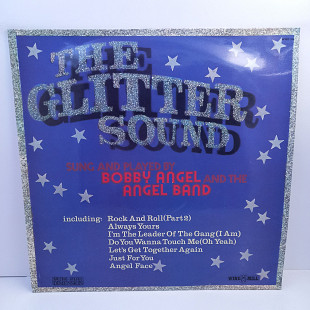 THE
GLITTER
SOUND
SUNG AND PLAYED BY
BOBBY ANGEL AND THE
ANGEL BAND
including: Rock And Roll (Part 2)
Always Yours
I'm The Leader Of The Gang (I Am)
Do You Wanna Touch Me (Oh Yeah)
Let's Get Together Again
Just For You
Angel Face